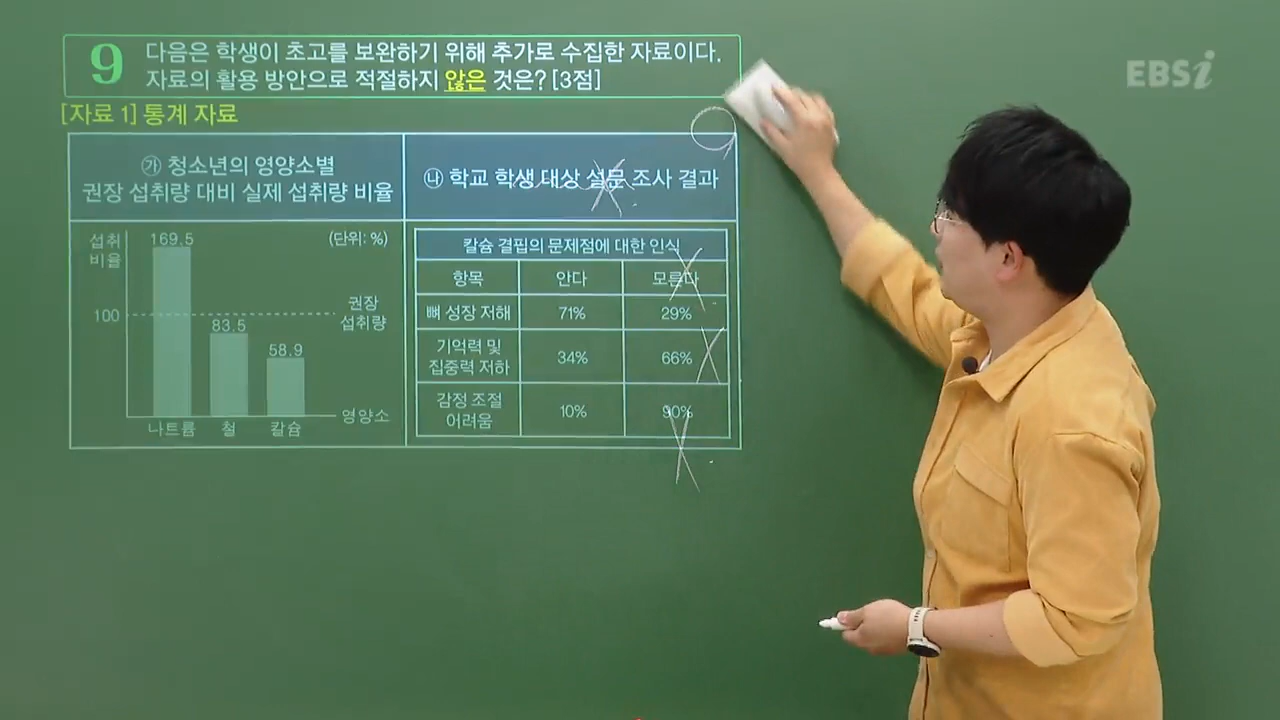 9
다음은 학생이 초고를 보완하기 위해 추가로 수집한 자료이다.
자료의 활용 방안으로 적절하지 않은 것은? [3점]
EBSi
[자료 1] 통계 자료
㉮ 청소년의 영양소별
권장 섭취량 대비 실제 섭취량 비율
㉯ 학교 학생 대상 설문 조사 결과
섭취
비율
169.5
(단위: %)
100
권장
섭취량
83.5
58.9
영양소
나트륨 철 칼슘
칼슘 결핍의 문제점에 대한 인식
항목 안다 모른다
뼈 성장 저해 71% 29%
기억력 및
집중력 저하 34% 66%
감정 조절
어려움 10% 90%